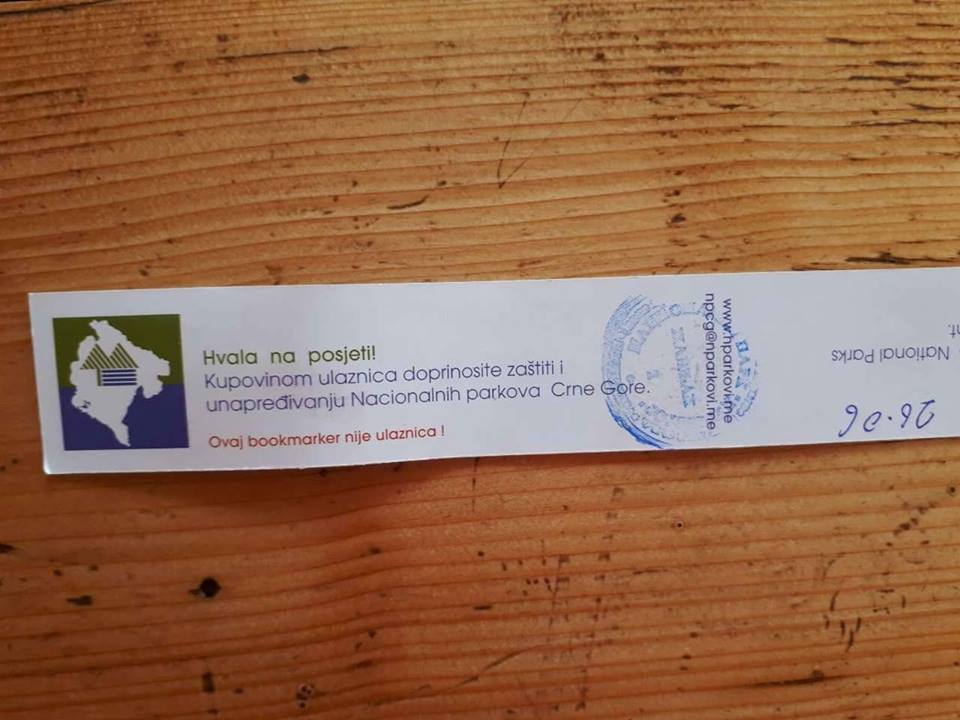 Hvala na posjeti!
Kupovinom ulaznica doprinosite zaštiti i
unapređivanju Nacionalnih parkova Crne Gore.
Ovaj bookmarker nije ulaznica !
www.nparkovi.me
npcg@nparkovi.me
National Parks
26.06